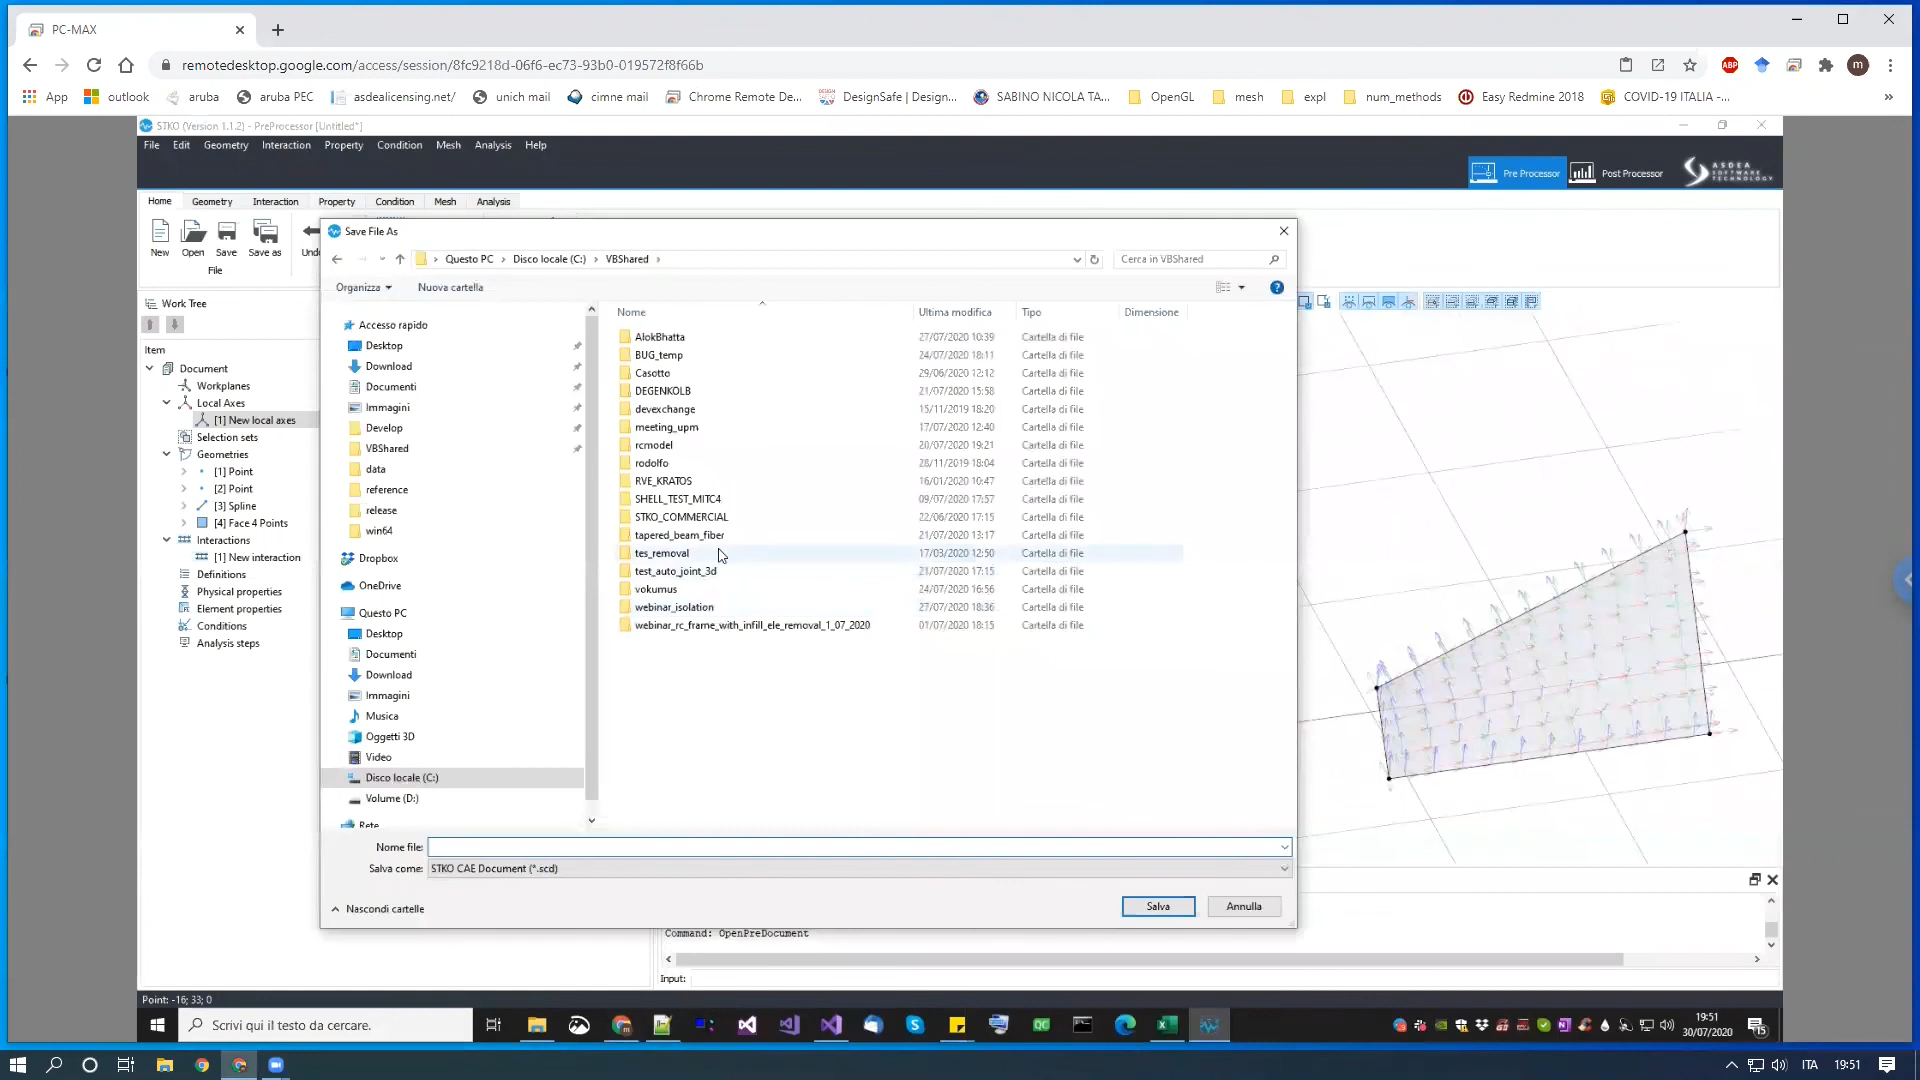 PC-MAX
remotedesktop.google.com/access/session/8fc9218d-06f6-ec73-93b0-019572f8f66b
ABP
m
App outlook aruba aruba PEC asdealicensing.net/ unich mail cimne mail Chrome Remote De... DesignSafe | Design... SABINO NICOLA TA... OpenGL mesh expl num_methods Easy Redmine 2018 COVID-19 ITALIA -... »
STKO (Version 1.1.2) - PreProcessor [Untitled*]
File Edit Geometry Interaction Property Condition Mesh Analysis Help
Pre Processor Post Processor
ASDEA
SOFTWARE
TECHNOLOGY
Home Geometry Interaction Property Condition Mesh Analysis
New Open Save Save as Undo
File
Work Tree
Item
Document
Workplanes
Local Axes
[1] New local axes
Selection sets
Geometries
[1] Point
[2] Point
[3] Spline
[4] Face 4 Points
Interactions
[1] New interaction
Definitions
Physical properties
Element properties
Conditions
Analysis steps
Save File As
Questo PC > Disco locale (C:) > VBShared >
Cerca in VBShared
Organizza Nuova cartella
Accesso rapido
Desktop
Download
Documenti
Immagini
Develop
VBShared
data
reference
release
win64
Dropbox
OneDrive
Questo PC
Desktop
Documenti
Download
Immagini
Musica
Oggetti 3D
Video
Disco locale (C:)
Volume (D:)
Rete
Nome Ultima modifica Tipo Dimensione
AlokBhatta 27/07/2020 10:39 Cartella di file
BUG_temp 24/07/2020 18:11 Cartella di file
Casotto 29/06/2020 12:12 Cartella di file
DEGENKOLB 21/07/2020 15:58 Cartella di file
devexchange 15/11/2019 18:20 Cartella di file
meeting_upm 17/07/2020 12:40 Cartella di file
rcmodel 20/07/2020 19:21 Cartella di file
rodolfo 28/11/2019 18:04 Cartella di file
RVE_KRATOS 16/01/2020 10:47 Cartella di file
SHELL_TEST_MITC4 09/07/2020 17:57 Cartella di file
STKO_COMMERCIAL 22/06/2020 17:15 Cartella di file
tapered_beam_fiber 21/07/2020 13:17 Cartella di file
tes_removal 17/03/2020 12:50 Cartella di file
test_auto_joint_3d 21/07/2020 17:15 Cartella di file
vokumus 24/07/2020 16:56 Cartella di file
webinar_isolation 27/07/2020 18:36 Cartella di file
webinar_rc_frame_with_infill_ele_removal_1_07_2020 01/07/2020 18:15 Cartella di file
Nome file:
Salva come: STKO CAE Document (*.scd)
Nascondi cartelle
Salva Annulla
Command: OpenPreDocument
Input:
Point: -16; 33; 0
Scrivi qui il testo da cercare.
19:51
30/07/2020
15
ITA 19:51